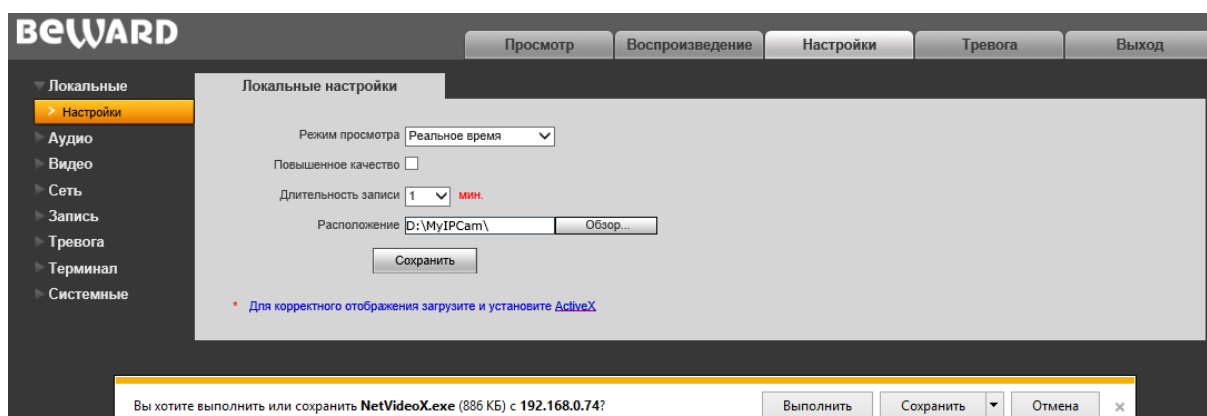 BEWARD
Просмотр Воспроизведение Настройки Тревога Выход
Локальные
> Настройки
Аудио
Видео
Сеть
Запись
Тревога
Терминал
Системные
Локальные настройки
Режим просмотра Реальное время
Повышенное качество
Длительность записи 1 мин.
Расположение D:\MyIPCam\ Обзор...
Сохранить
* Для корректного отображения загрузите и установите ActiveX
Вы хотите выполнить или сохранить NetVideoX.exe (886 КБ) с 192.168.0.74? Выполнить Сохранить Отмена ×